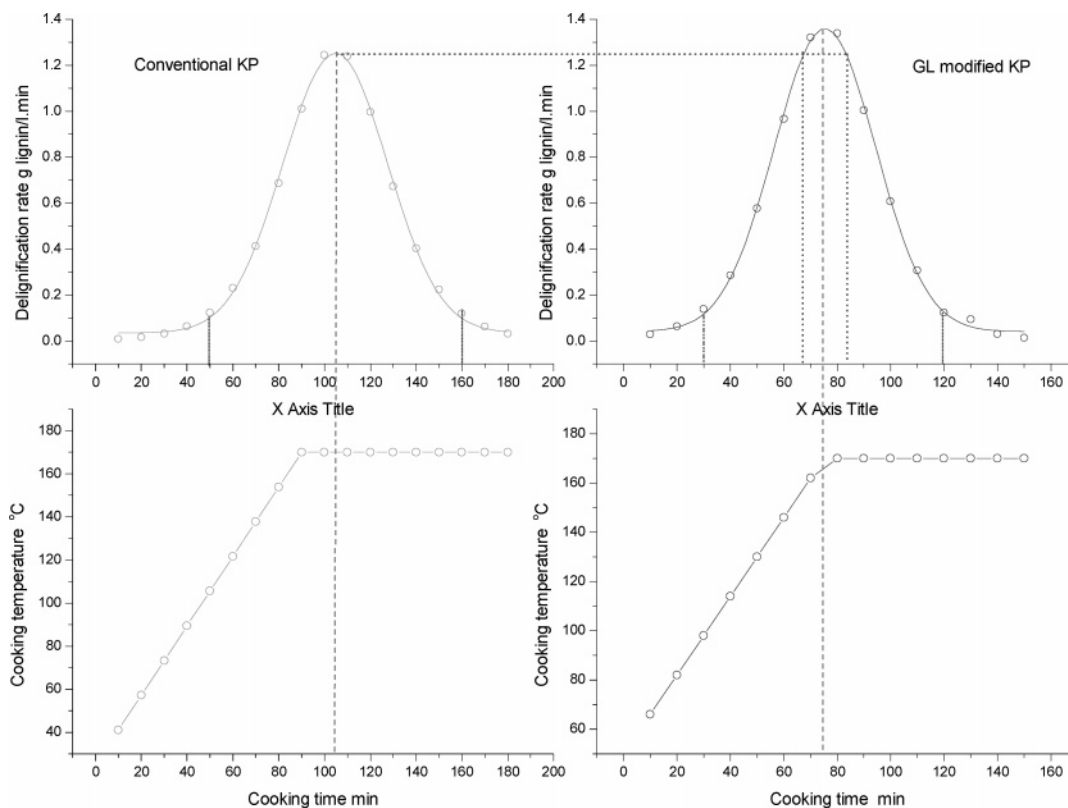 Conventional KP
Delignification rate g lignin/l.min
1.4
1.2
1.0
0.8
0.6
0.4
0.2
0.0
0 20 40 60 80 100 120 140 160 180 200
X Axis Title
GL modified KP
Delignification rate g lignin/l.min
1.4
1.2
1.0
0.8
0.6
0.4
0.2
0.0
0 20 40 60 80 100 120 140 160
X Axis Title
Cooking temperature °C
180
160
140
120
100
80
60
40
0 20 40 60 80 100 120 140 160 180 200
Cooking time min
Cooking temperature °C
180
160
140
120
100
80
60
0 20 40 60 80 100 120 140 160
Cooking time min